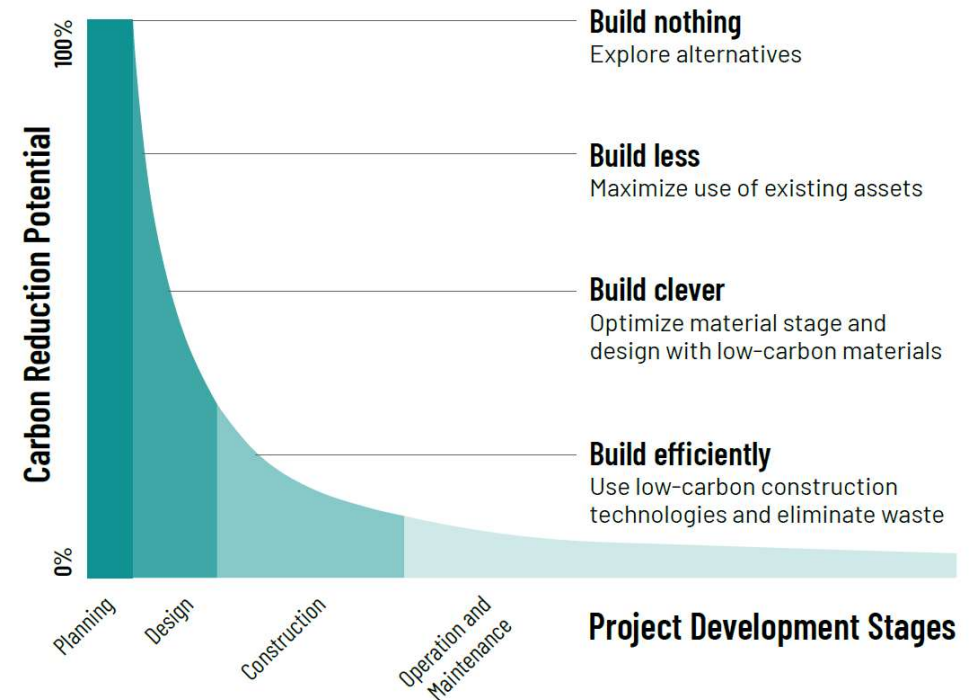 100%
Carbon Reduction Potential
0%
Build nothing
Explore alternatives
Build less
Maximize use of existing assets
Build clever
Optimize material stage and
design with low-carbon materials
Build efficiently
Use low-carbon construction
technologies and eliminate waste
Planning
Design
Construction
Operation and
Maintenance
Project Development Stages